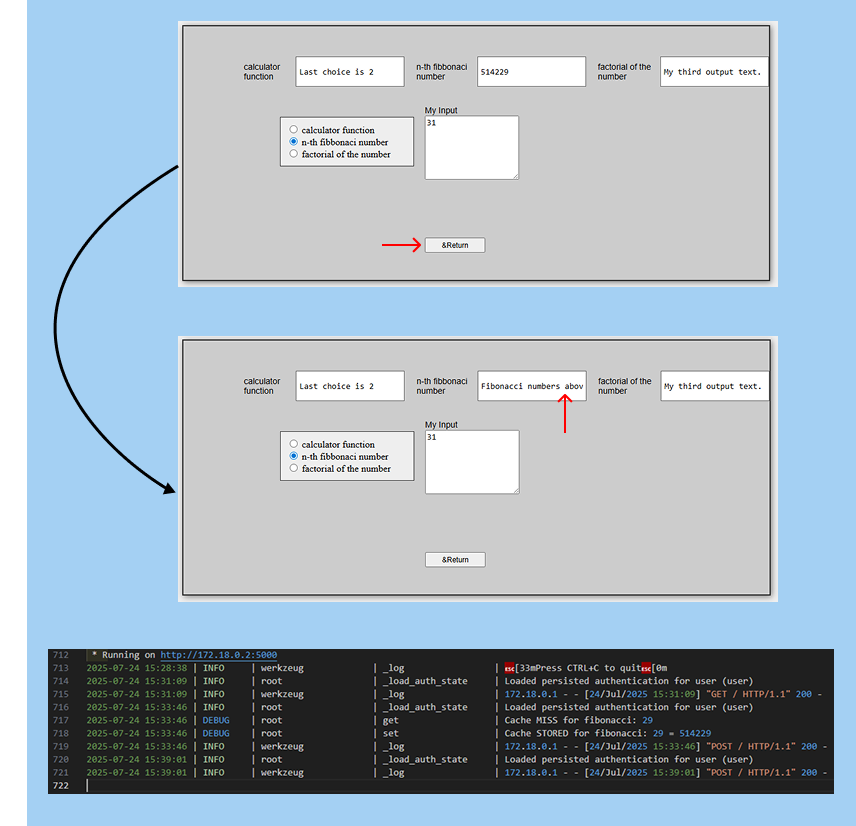 calculator function
Last choice is 2
n-th fibbonaci number
514229
factorial of the number
My third output text.
My Input
31
calculator function
n-th fibbonaci number
factorial of the number
&Return
calculator function
Last choice is 2
n-th fibbonaci number
Fibonacci numbers abov
factorial of the number
My third output text.
My Input
31
calculator function
n-th fibbonaci number
factorial of the number
&Return
712 * Running on http://172.18.0.2:5000
713 2025-07-24 15:28:38 | INFO | werkzeug | _log | ESC[33mPress CTRL+C to quitESC[0m
714 2025-07-24 15:31:09 | INFO | root | _load_auth_state | Loaded persisted authentication for user (user)
715 2025-07-24 15:31:09 | INFO | werkzeug | _log | 172.18.0.1 - - [24/Jul/2025 15:31:09] "GET / HTTP/1.1" 200 -
716 2025-07-24 15:33:46 | INFO | root | _load_auth_state | Loaded persisted authentication for user (user)
717 2025-07-24 15:33:46 | DEBUG | root | get | Cache MISS for fibonacci: 29
718 2025-07-24 15:33:46 | DEBUG | root | set | Cache STORED for fibonacci: 29 = 514229
719 2025-07-24 15:33:46 | INFO | werkzeug | _log | 172.18.0.1 - - [24/Jul/2025 15:33:46] "POST / HTTP/1.1" 200 -
720 2025-07-24 15:39:01 | INFO | root | _load_auth_state | Loaded persisted authentication for user (user)
721 2025-07-24 15:39:01 | INFO | werkzeug | _log | 172.18.0.1 - - [24/Jul/2025 15:39:01] "POST / HTTP/1.1" 200 -
722